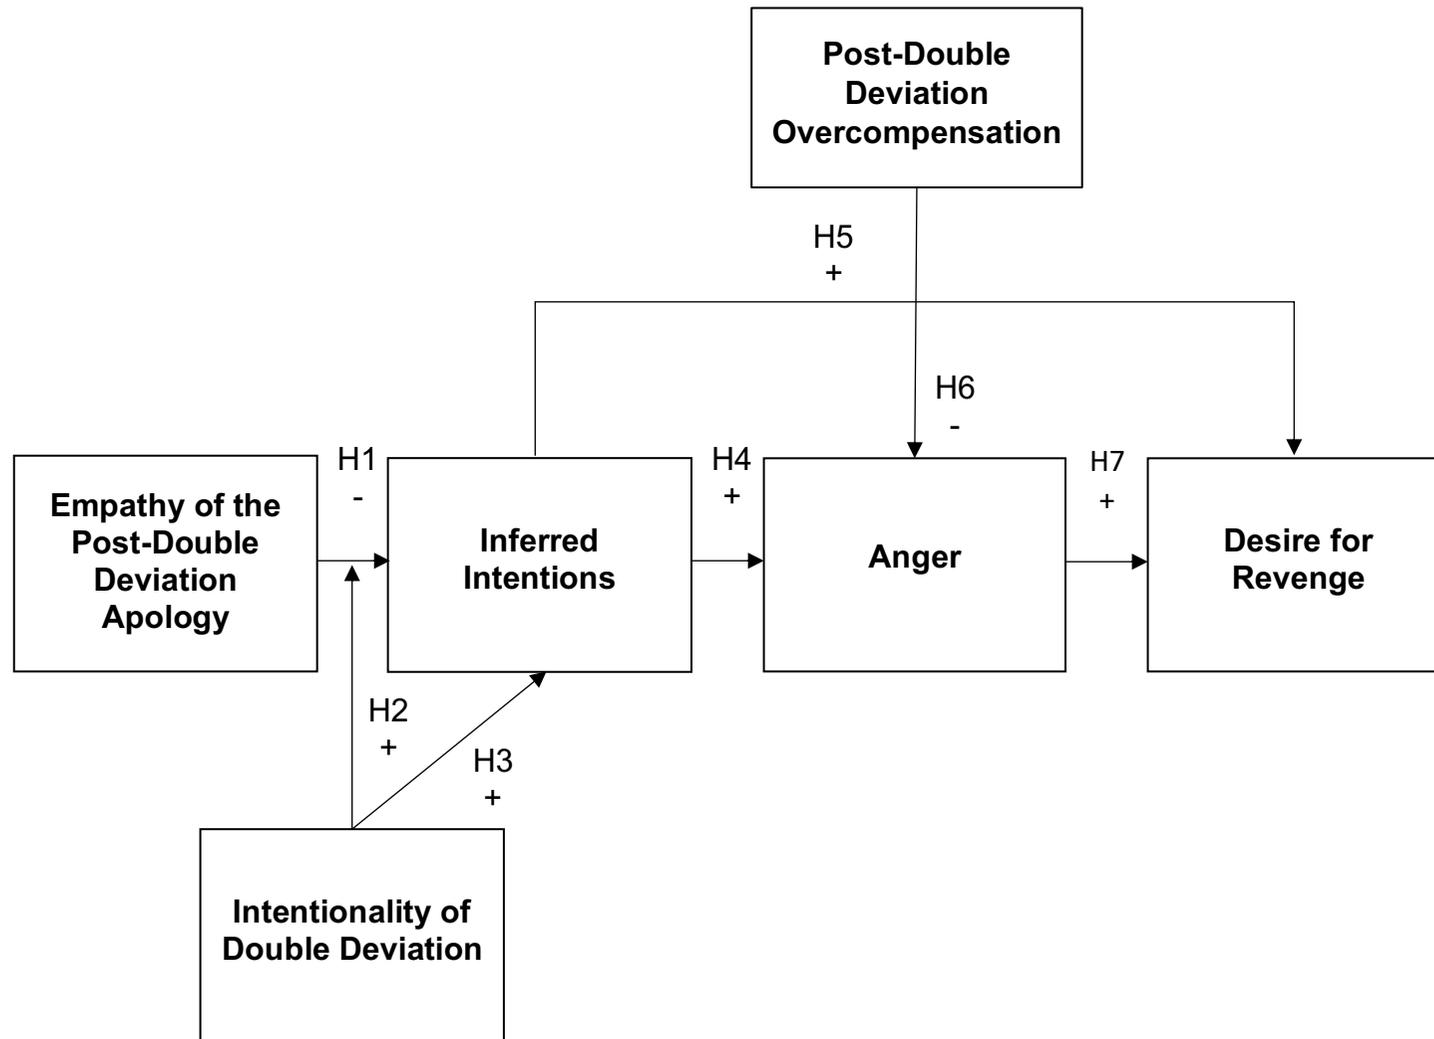 Post-Double
Deviation
Overcompensation
H5
+
H6
-
H1
-
H4
+
H7
+
Empathy of the
Post-Double
Deviation
Apology
Inferred
Intentions
Anger
Desire for
Revenge
H2
+
H3
+
Intentionality of
Double Deviation